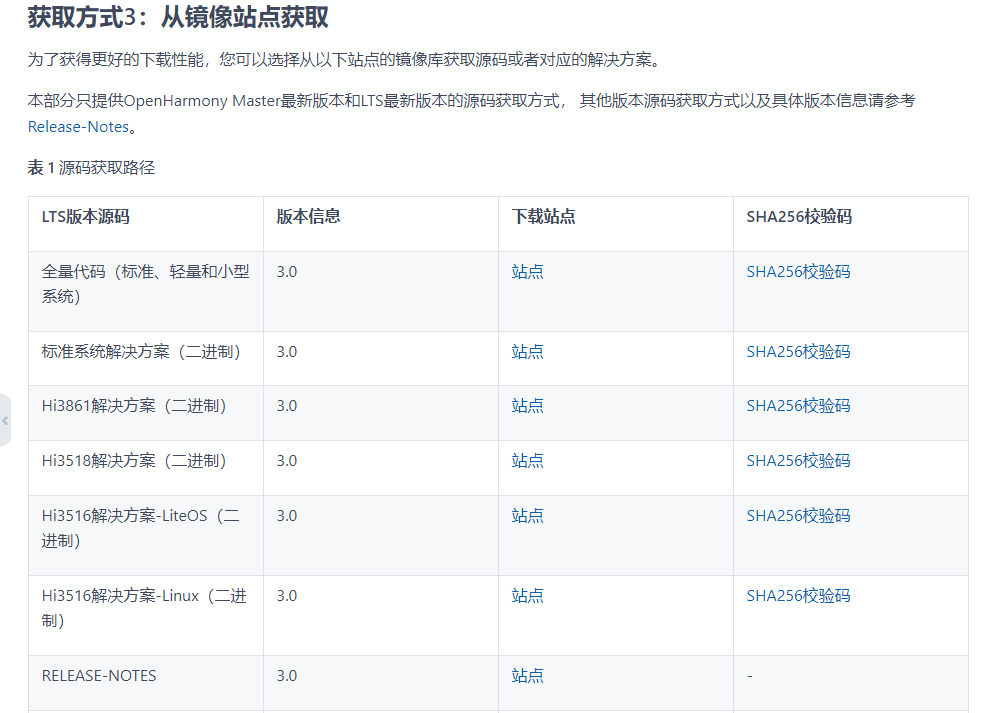 获取方式3：从镜像站点获取
为了获得更好的下载性能，您可以选择从以下站点的镜像库获取源码或者对应的解决方案。
本部分只提供OpenHarmony Master最新版本和LTS最新版本的源码获取方式， 其他版本源码获取方式以及具体版本信息请参考
Release-Notes。
表 1 源码获取路径
LTS版本源码 版本信息 下载站点 SHA256校验码
全量代码（标准、轻量和小型 3.0 站点 SHA256校验码
系统）
标准系统解决方案（二进制） 3.0 站点 SHA256校验码
Hi3861解决方案（二进制） 3.0 站点 SHA256校验码
Hi3518解决方案（二进制） 3.0 站点 SHA256校验码
Hi3516解决方案-LiteOS（二 3.0 站点 SHA256校验码
进制）
Hi3516解决方案-Linux（二进 3.0 站点 SHA256校验码
制）
RELEASE-NOTES 3.0 站点 -